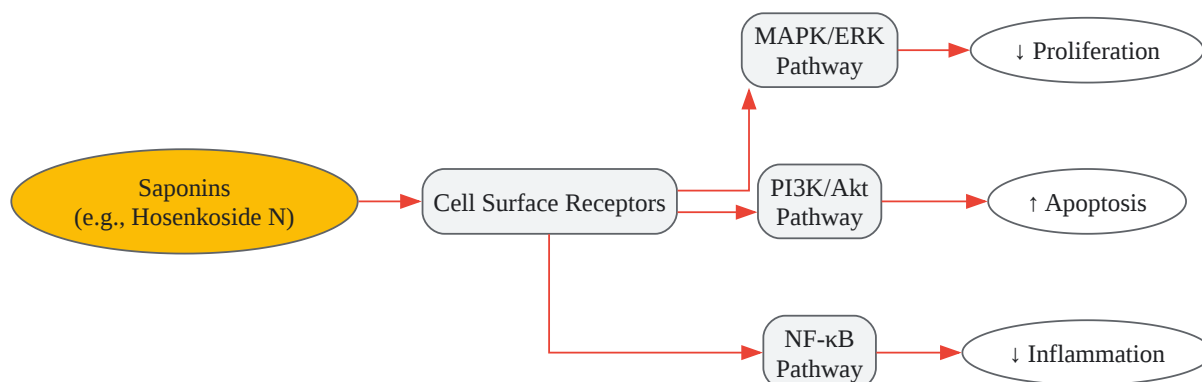 Saponins
(e.g., Hosenkoside N)
Cell Surface Receptors
MAPK/ERK
Pathway
↓ Proliferation
PI3K/Akt
Pathway
↑ Apoptosis
NF-κB
Pathway
↓ Inflammation